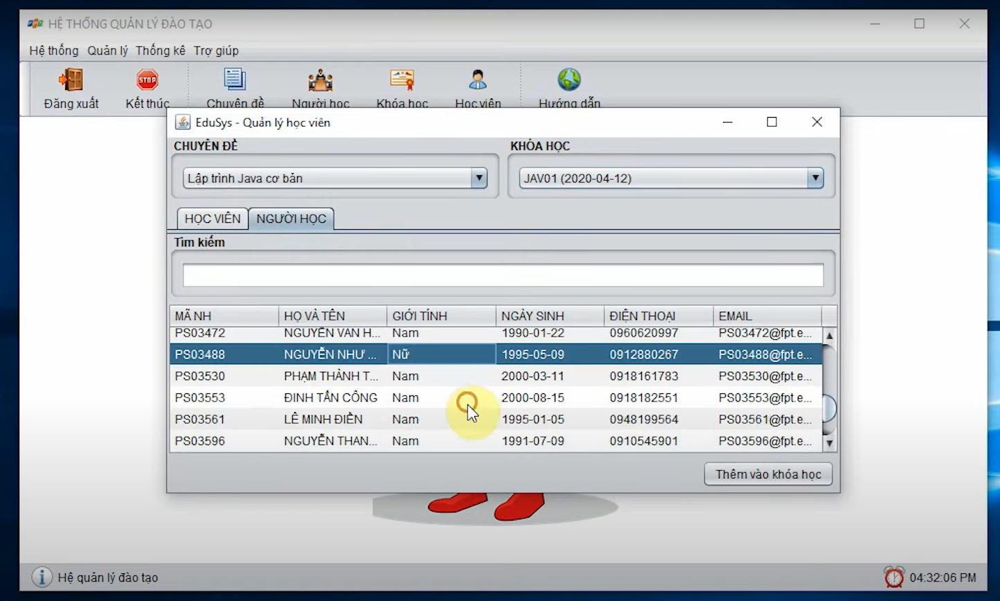 HỆ THỐNG QUẢN LÝ ĐÀO TẠO
Hệ thống Quản lý Thống kê Trợ giúp
STOP
Đăng xuất Kết thúc Chuyên đề Người học Khóa học Học viên Hướng dẫn
EduSys - Quản lý học viên
CHUYÊN ĐỀ KHÓA HỌC
Lập trình Java cơ bản JAV01 (2020-04-12)
HỌC VIÊN NGƯỜI HỌC
Tìm kiếm
MÃ NH HỌ VÀ TÊN GIỚI TÍNH NGÀY SINH ĐIỆN THOẠI EMAIL
PS03472 NGUYỄN VĂN H... Nam 1990-01-22 0960620997 PS03472@fpt.e...
PS03488 NGUYỄN NHƯ ... Nữ 1995-05-09 0912880267 PS03488@fpt.e...
PS03530 PHẠM THÀNH T... Nam 2000-03-11 0918161783 PS03530@fpt.e...
PS03553 ĐINH TẤN CÔNG Nam 2000-08-15 0918182551 PS03553@fpt.e...
PS03561 LÊ MINH ĐIỀN Nam 1995-01-05 0948199564 PS03561@fpt.e...
PS03596 NGUYỄN THAN... Nam 1991-07-09 0910545901 PS03596@fpt.e...
Thêm vào khóa học
Hệ quản lý đào tạo 04:32:06 PM